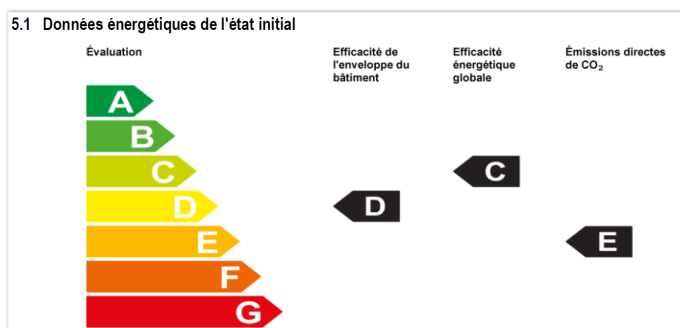 5.1 Données énergétiques de l'état initial
Évaluation
Efficacité de
l'enveloppe du
bâtiment
Efficacité
énergétique
globale
Émissions directes
de CO₂
A
B
C
C
D
D
E
E
F
G